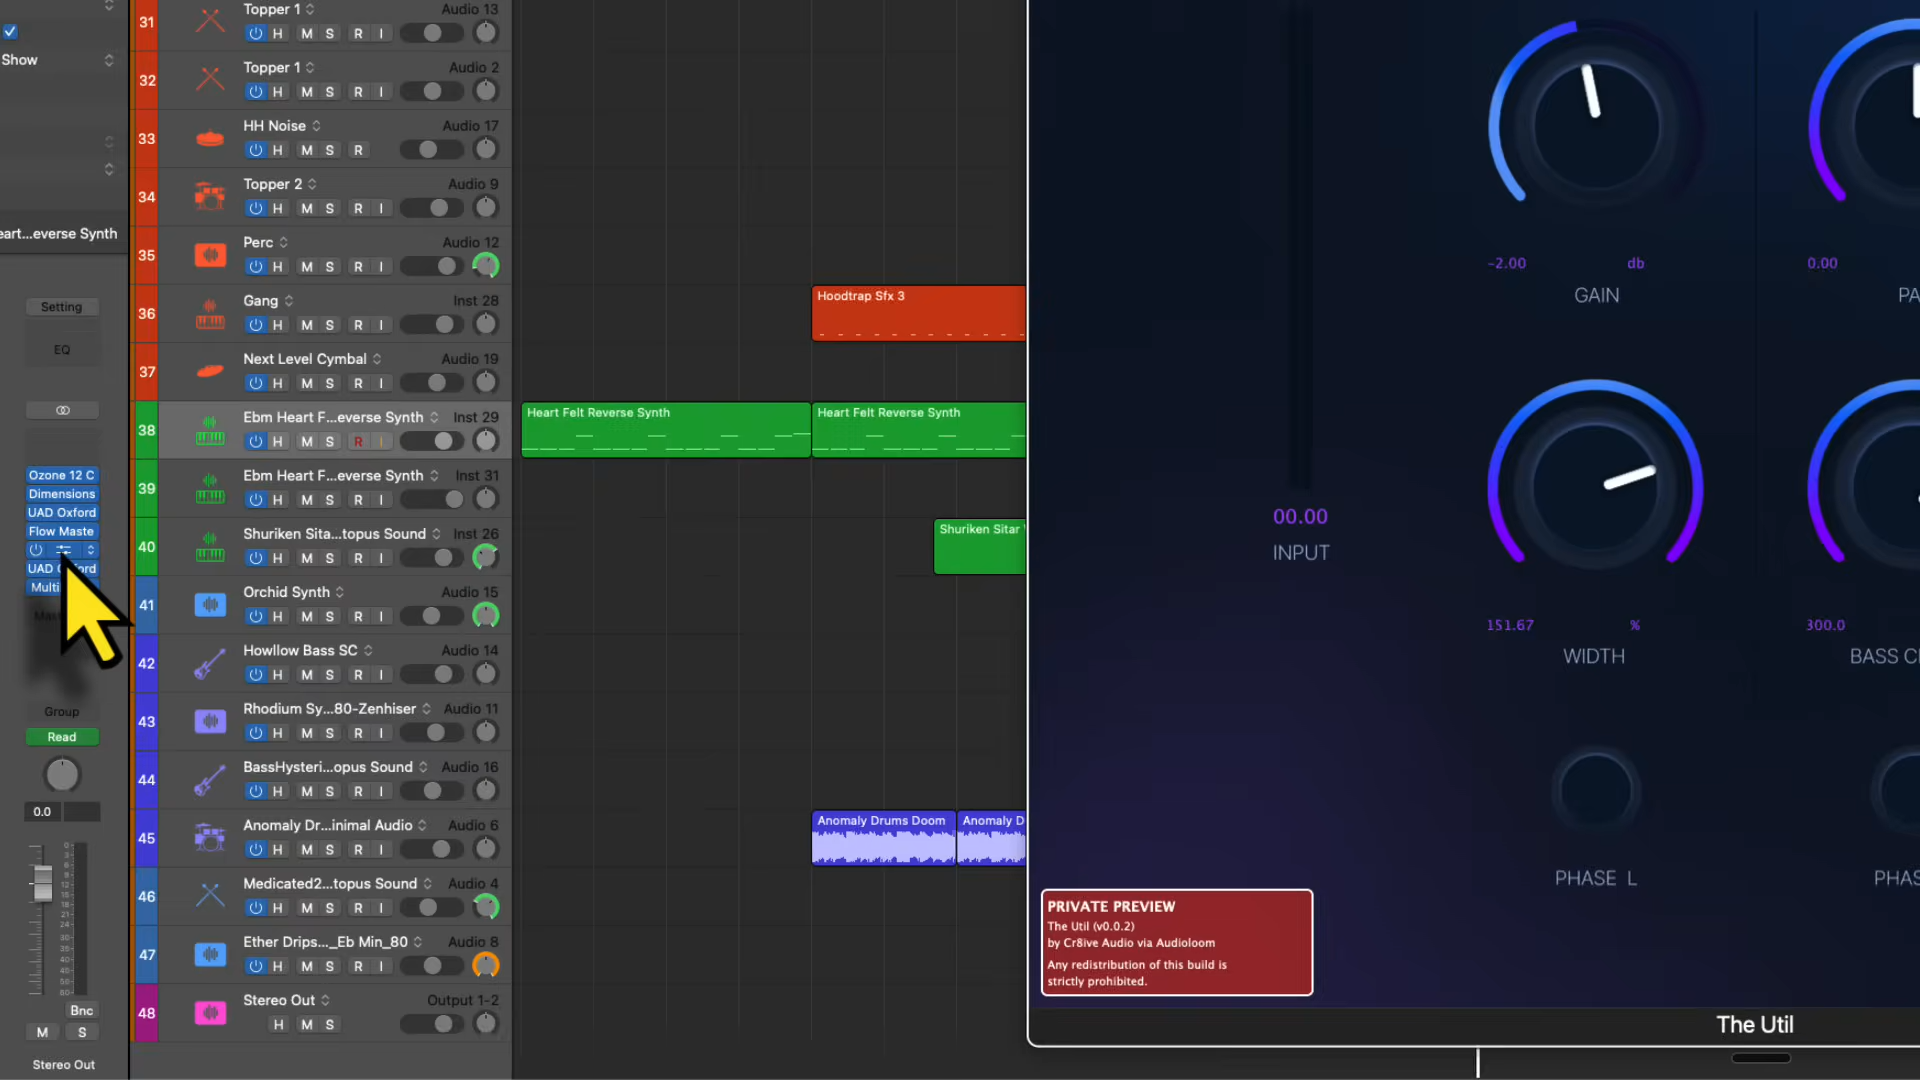 Show
eart...everse Synth
Setting
EQ
Ozone 12 C
Dimensions
UAD Oxford
Flow Maste
Group
Read
0.0
Bnc
M S
Stereo Out
31 Topper 1 Audio 13
H M S R I
32 Topper 1 Audio 2
H M S R I
33 HH Noise Audio 17
H M S R
34 Topper 2 Audio 9
H M S R I
35 Perc Audio 12
H M S R I
36 Gang Inst 28
H M S R I
37 Next Level Cymbal Audio 19
H M S R I
38 Ebm Heart F...everse Synth Inst 29
H M S R I
39 Ebm Heart F...everse Synth Inst 31
H M S R I
40 Shuriken Sita...topus Sound Inst 26
H M S R I
41 Orchid Synth Audio 15
H M S R I
42 Howllow Bass SC Audio 14
H M S R I
43 Rhodium Sy...80-Zenhiser Audio 11
H M S R I
44 BassHysteri...opus Sound Audio 16
H M S R I
45 Anomaly Dr...inimal Audio Audio 6
H M S R I
46 Medicated2...topus Sound Audio 4
H M S R I
47 Ether Drips..._Eb Min_80 Audio 8
H M S R I
48 Stereo Out Output 1-2
H M S
Hoodtrap Sfx 3
Heart Felt Reverse Synth
Heart Felt Reverse Synth
Shuriken Sitar
Anomaly Drums Doom
Anomaly D
00.00
INPUT
-2.00 db
GAIN
0.00
PA
151.67 %
WIDTH
300.0
BASS C
PHASE L
PHAS
PRIVATE PREVIEW
The Util (v0.0.2)
by Cr8ive Audio via Audioloom
Any redistribution of this build is
strictly prohibited.
The Util